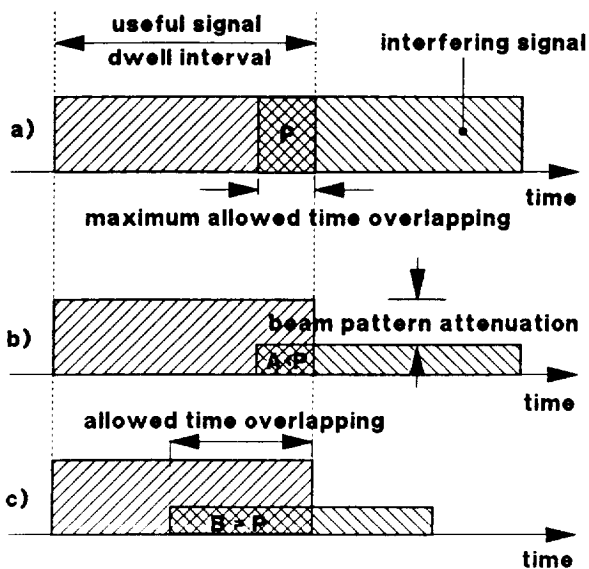 useful signal
dwell interval
interfering signal
a)
P
time
maximum allowed time overlapping
b)
beam pattern attenuation
A<P
time
allowed time overlapping
c)
B = P
time